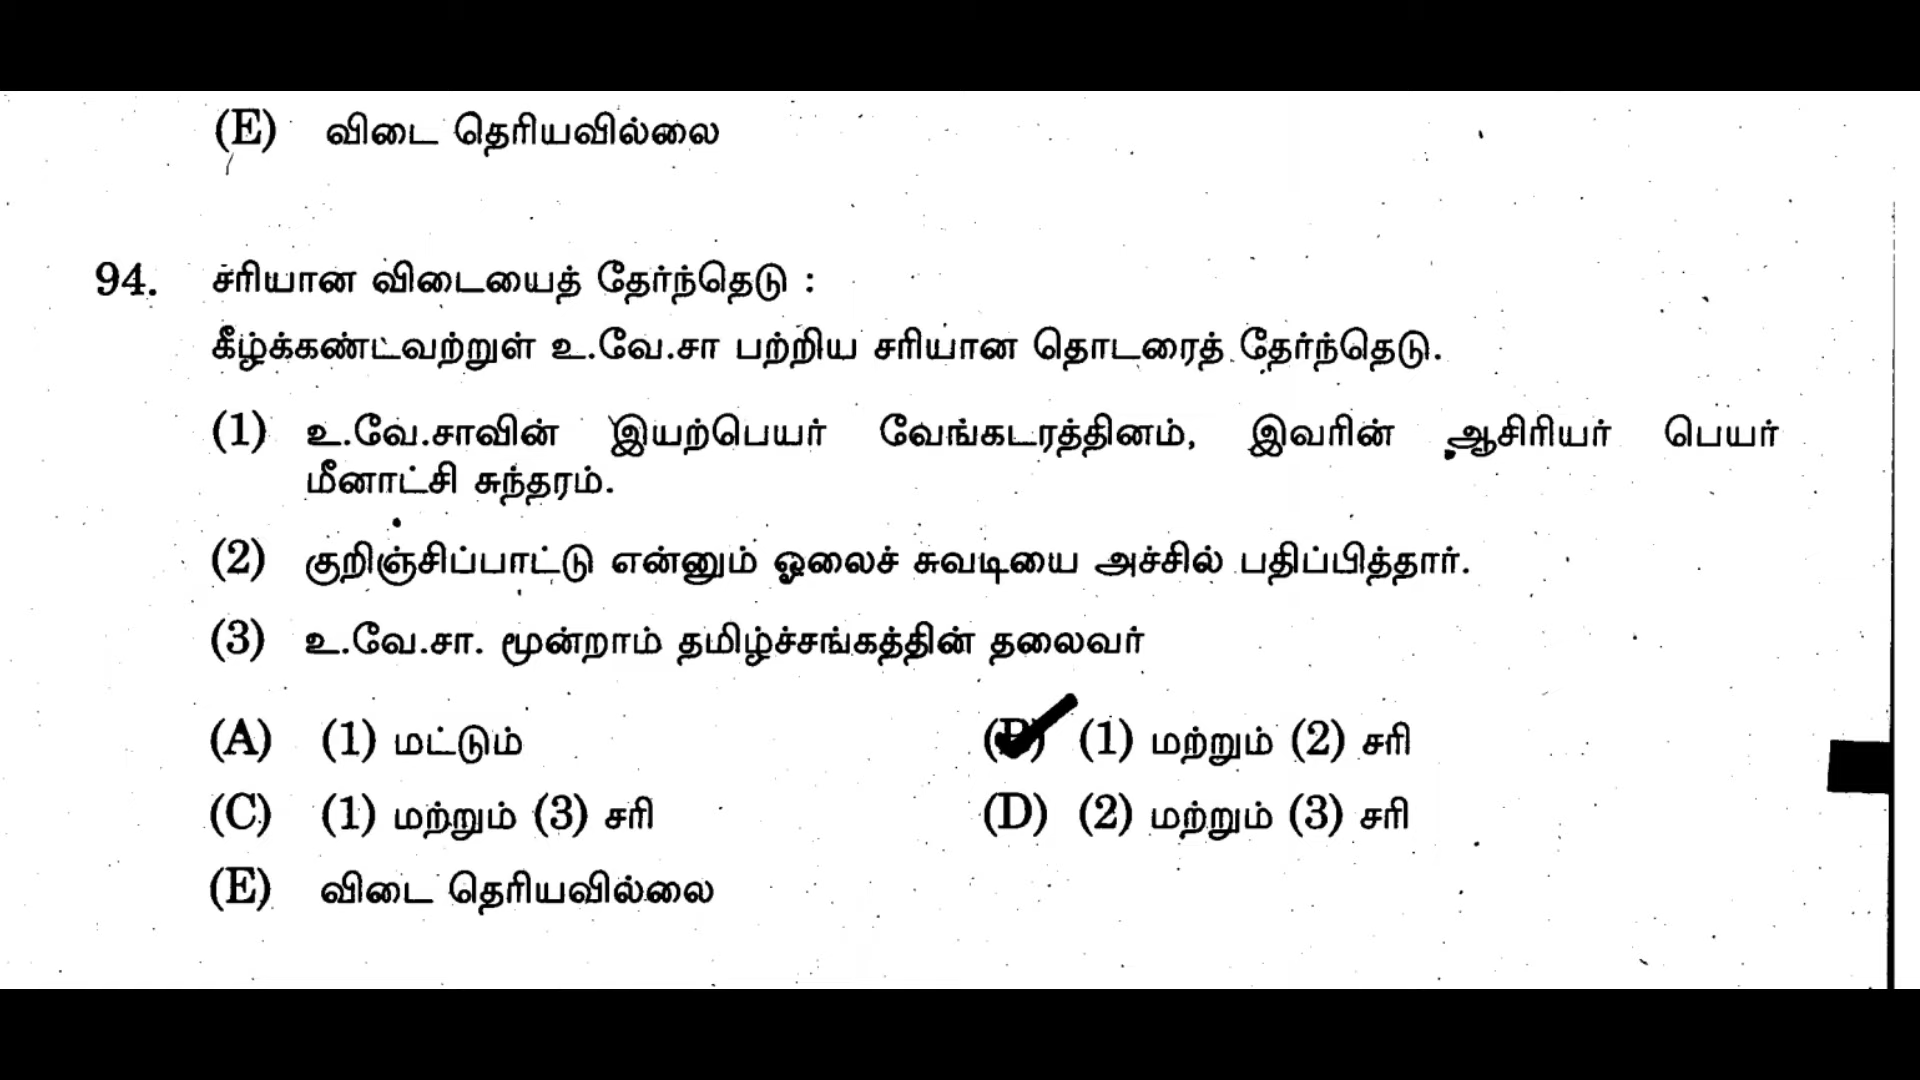 (E) விடை தெரியவில்லை
94. சரியான விடையைத் தேர்ந்தெடு :
கீழ்க்கண்டவற்றுள் உ.வே.சா பற்றிய சரியான தொடரைத் தேர்ந்தெடு.
(1) உ.வே.சாவின் இயற்பெயர் வேங்கடரத்தினம், இவரின் ஆசிரியர் பெயர்
மீனாட்சி சுந்தரம்.
(2) குறிஞ்சிப்பாட்டு என்னும் ஓலைச் சுவடியை அச்சில் பதிப்பித்தார்.
(3) உ.வே.சா. மூன்றாம் தமிழ்ச்சங்கத்தின் தலைவர்
(A) (1) மட்டும் (B) (1) மற்றும் (2) சரி
(C) (1) மற்றும் (3) சரி (D) (2) மற்றும் (3) சரி
(E) விடை தெரியவில்லை